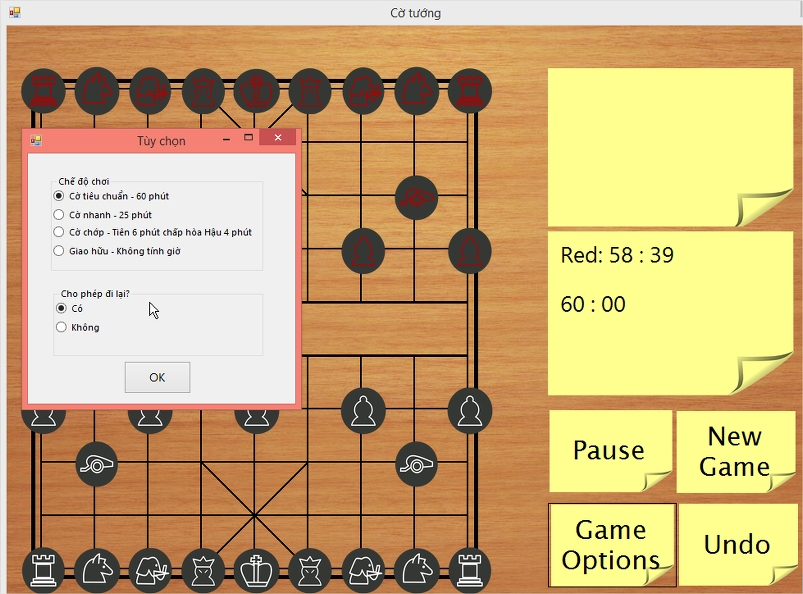 Cờ tướng
Tùy chọn
Chế độ chơi
Cờ tiêu chuẩn - 60 phút
Cờ nhanh - 25 phút
Cờ chớp - Tiên 6 phút chấp hòa Hậu 4 phút
Giao hữu - Không tính giờ
Cho phép đi lại?
Có
Không
OK
Red: 58 : 39
60 : 00
Pause
New
Game
Game
Options
Undo